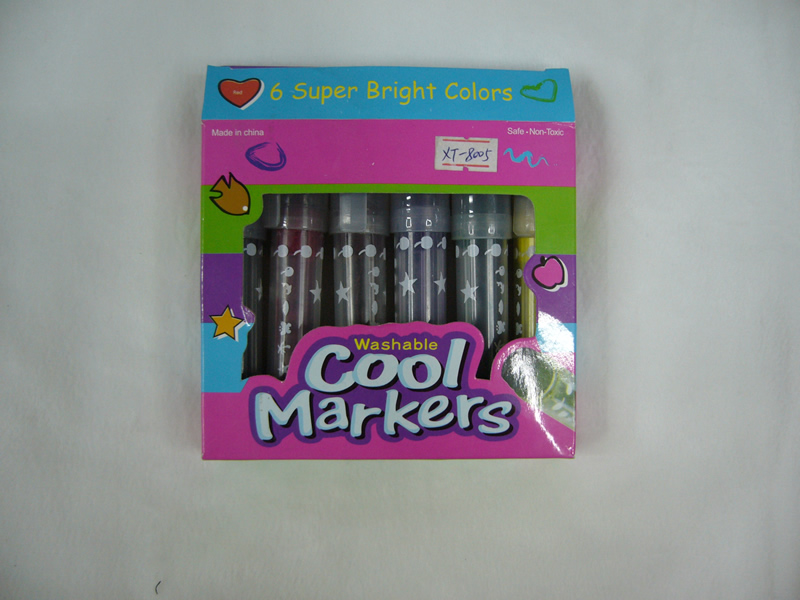 Red
6 Super Bright Colors
Made in china
Safe • Non-Toxic
XT-8005
Washable
Cool
Markers